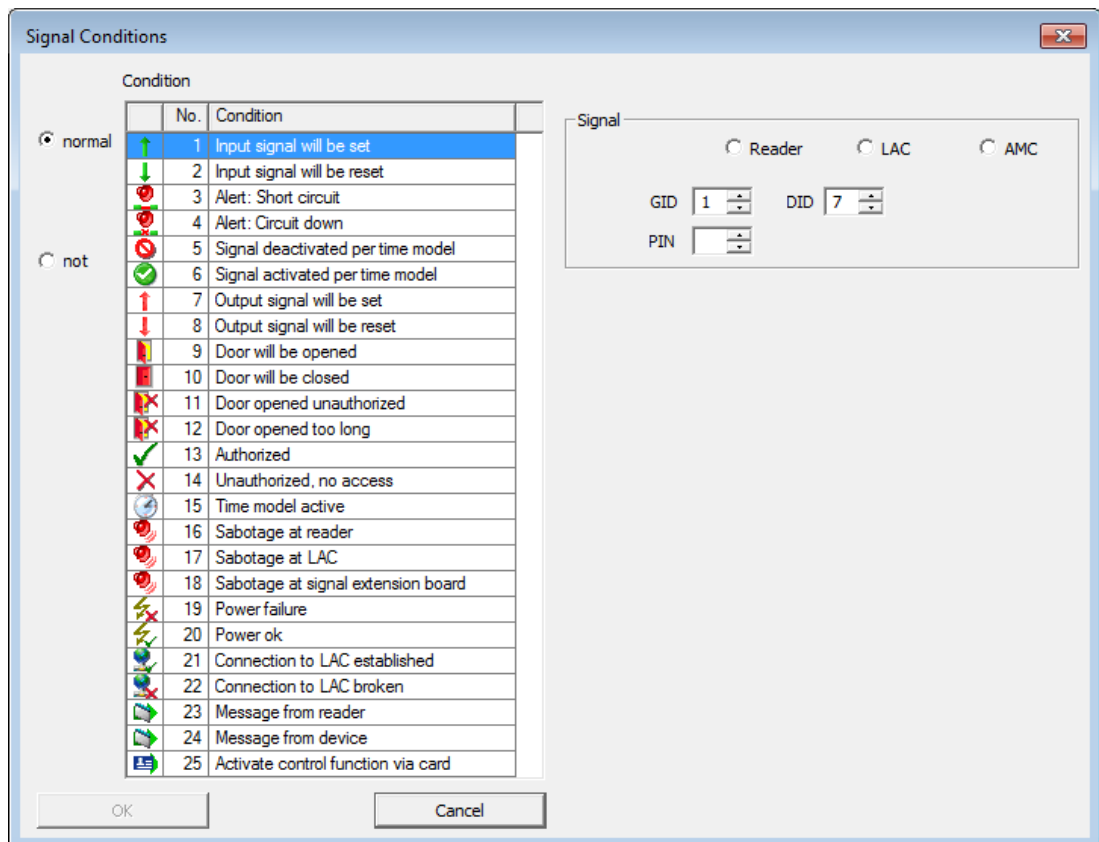 Signal Conditions
Condition
normal
not
No. Condition
1 Input signal will be set
2 Input signal will be reset
3 Alert: Short circuit
4 Alert: Circuit down
5 Signal deactivated per time model
6 Signal activated per time model
7 Output signal will be set
8 Output signal will be reset
9 Door will be opened
10 Door will be closed
11 Door opened unauthorized
12 Door opened too long
13 Authorized
14 Unauthorized, no access
15 Time model active
16 Sabotage at reader
17 Sabotage at LAC
18 Sabotage at signal extension board
19 Power failure
20 Power ok
21 Connection to LAC established
22 Connection to LAC broken
23 Message from reader
24 Message from device
25 Activate control function via card
Signal
Reader LAC AMC
GID 1 DID 7
PIN
OK Cancel